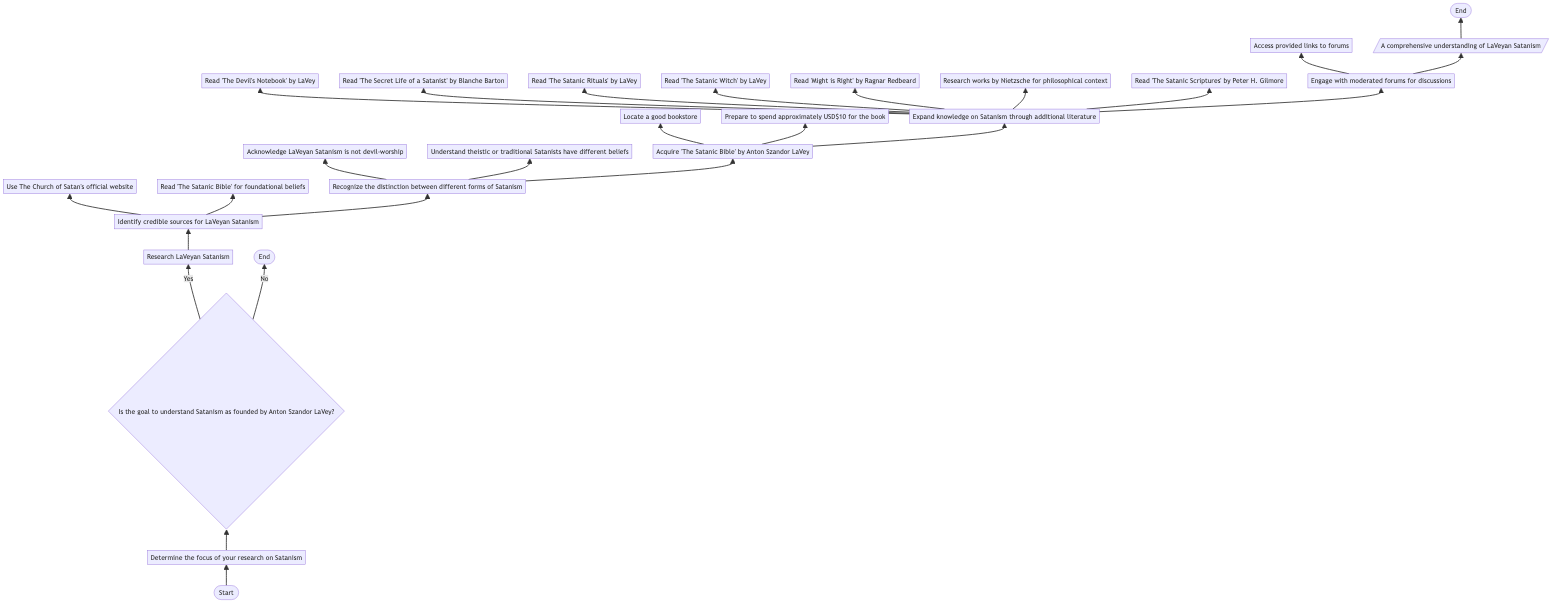 End
Access provided links to forums
A comprehensive understanding of LaVeyan Satanism
Read 'The Devil's Notebook' by LaVey
Read 'The Secret Life of a Satanist' by Blanche Barton
Read 'The Satanic Rituals' by LaVey
Read 'The Satanic Witch' by LaVey
Read 'Might is Right' by Ragnar Redbeard
Research works by Nietzsche for philosophical context
Read 'The Satanic Scriptures' by Peter H. Gilmore
Engage with moderated forums for discussions
Locate a good bookstore
Prepare to spend approximately USD$10 for the book
Expand knowledge on Satanism through additional literature
Acknowledge LaVeyan Satanism is not devil-worship
Understand theistic or traditional Satanists have different beliefs
Acquire 'The Satanic Bible' by Anton Szandor LaVey
Use The Church of Satan's official website
Read 'The Satanic Bible' for foundational beliefs
Recognize the distinction between different forms of Satanism
Identify credible sources for LaVeyan Satanism
Research LaVeyan Satanism
End
Yes
No
Is the goal to understand Satanism as founded by Anton Szandor LaVey?
Determine the focus of your research on Satanism
Start